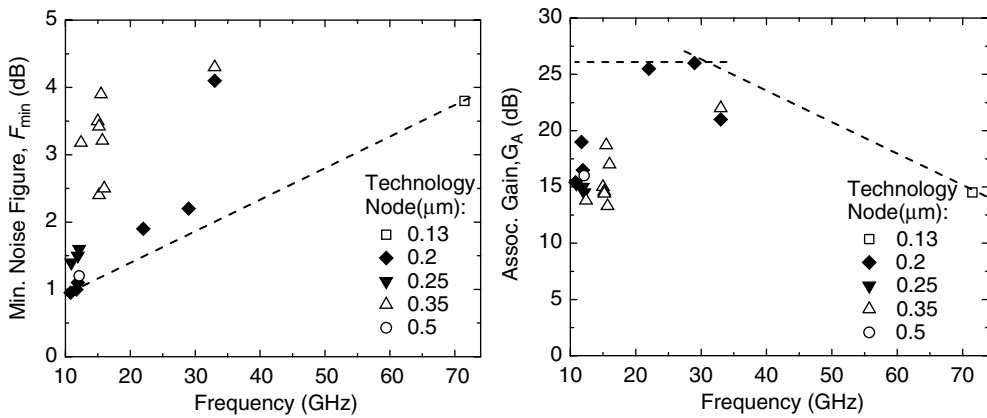 5
4
3
2
1
0
10 20 30 40 50 60 70
Min. Noise Figure, Fmin (dB)
Frequency (GHz)
Technology
Node(μm):
0.13
0.2
0.25
0.35
0.5
30
25
20
15
10
5
0
10 20 30 40 50 60 70
Assoc. Gain,GA (dB)
Frequency (GHz)
Technology
Node(μm):
0.13
0.2
0.25
0.35
0.5